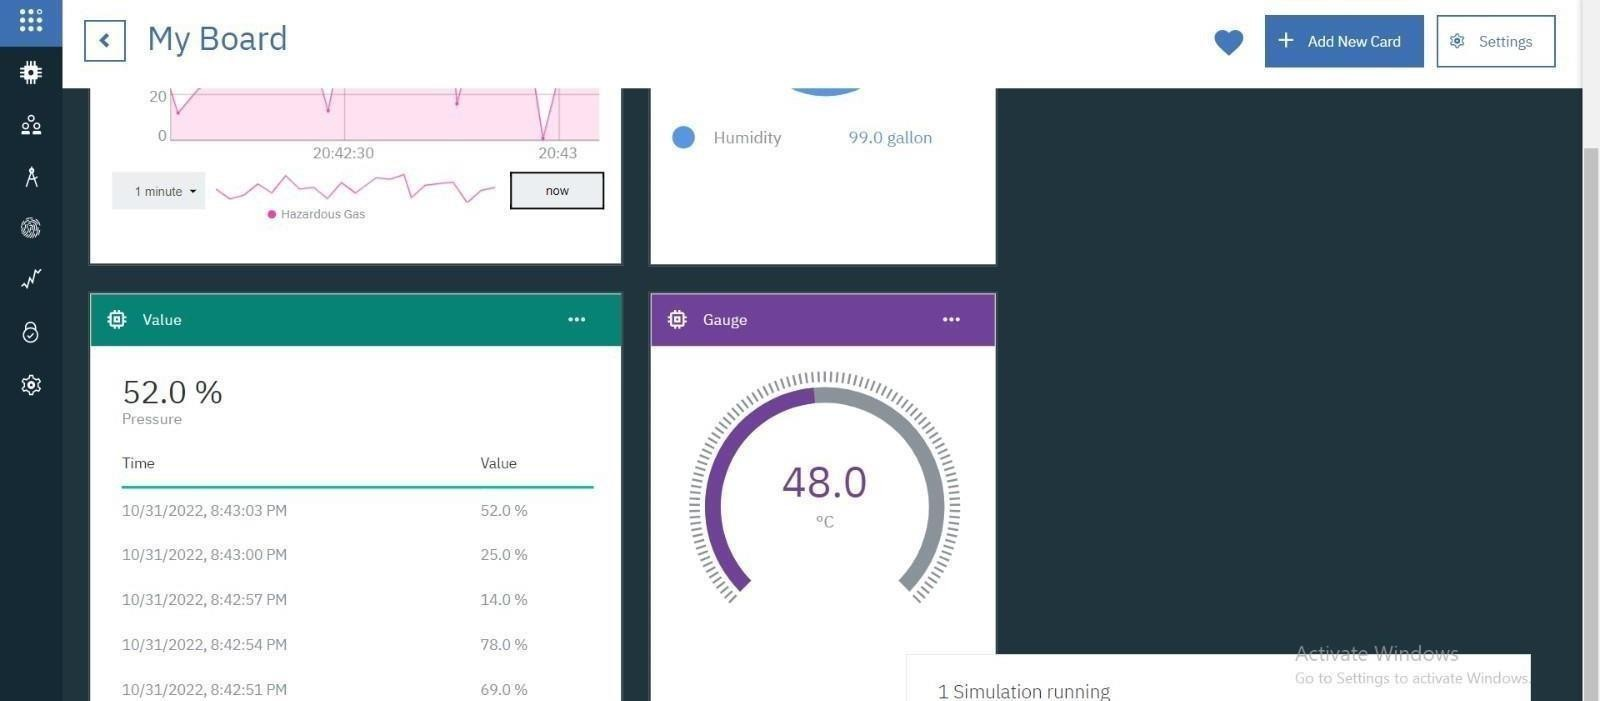 My Board
Add New Card
Settings
20
0
20:42:30
20:43
1 minute
now
Hazardous Gas
Humidity
99.0 gallon
Value
52.0 %
Pressure
Time Value
10/31/2022, 8:43:03 PM 52.0 %
10/31/2022, 8:43:00 PM 25.0 %
10/31/2022, 8:42:57 PM 14.0 %
10/31/2022, 8:42:54 PM 78.0 %
10/31/2022, 8:42:51 PM 69.0 %
Gauge
48.0
°C
1 Simulation running
Activate Windows
Go to Settings to activate Windows.